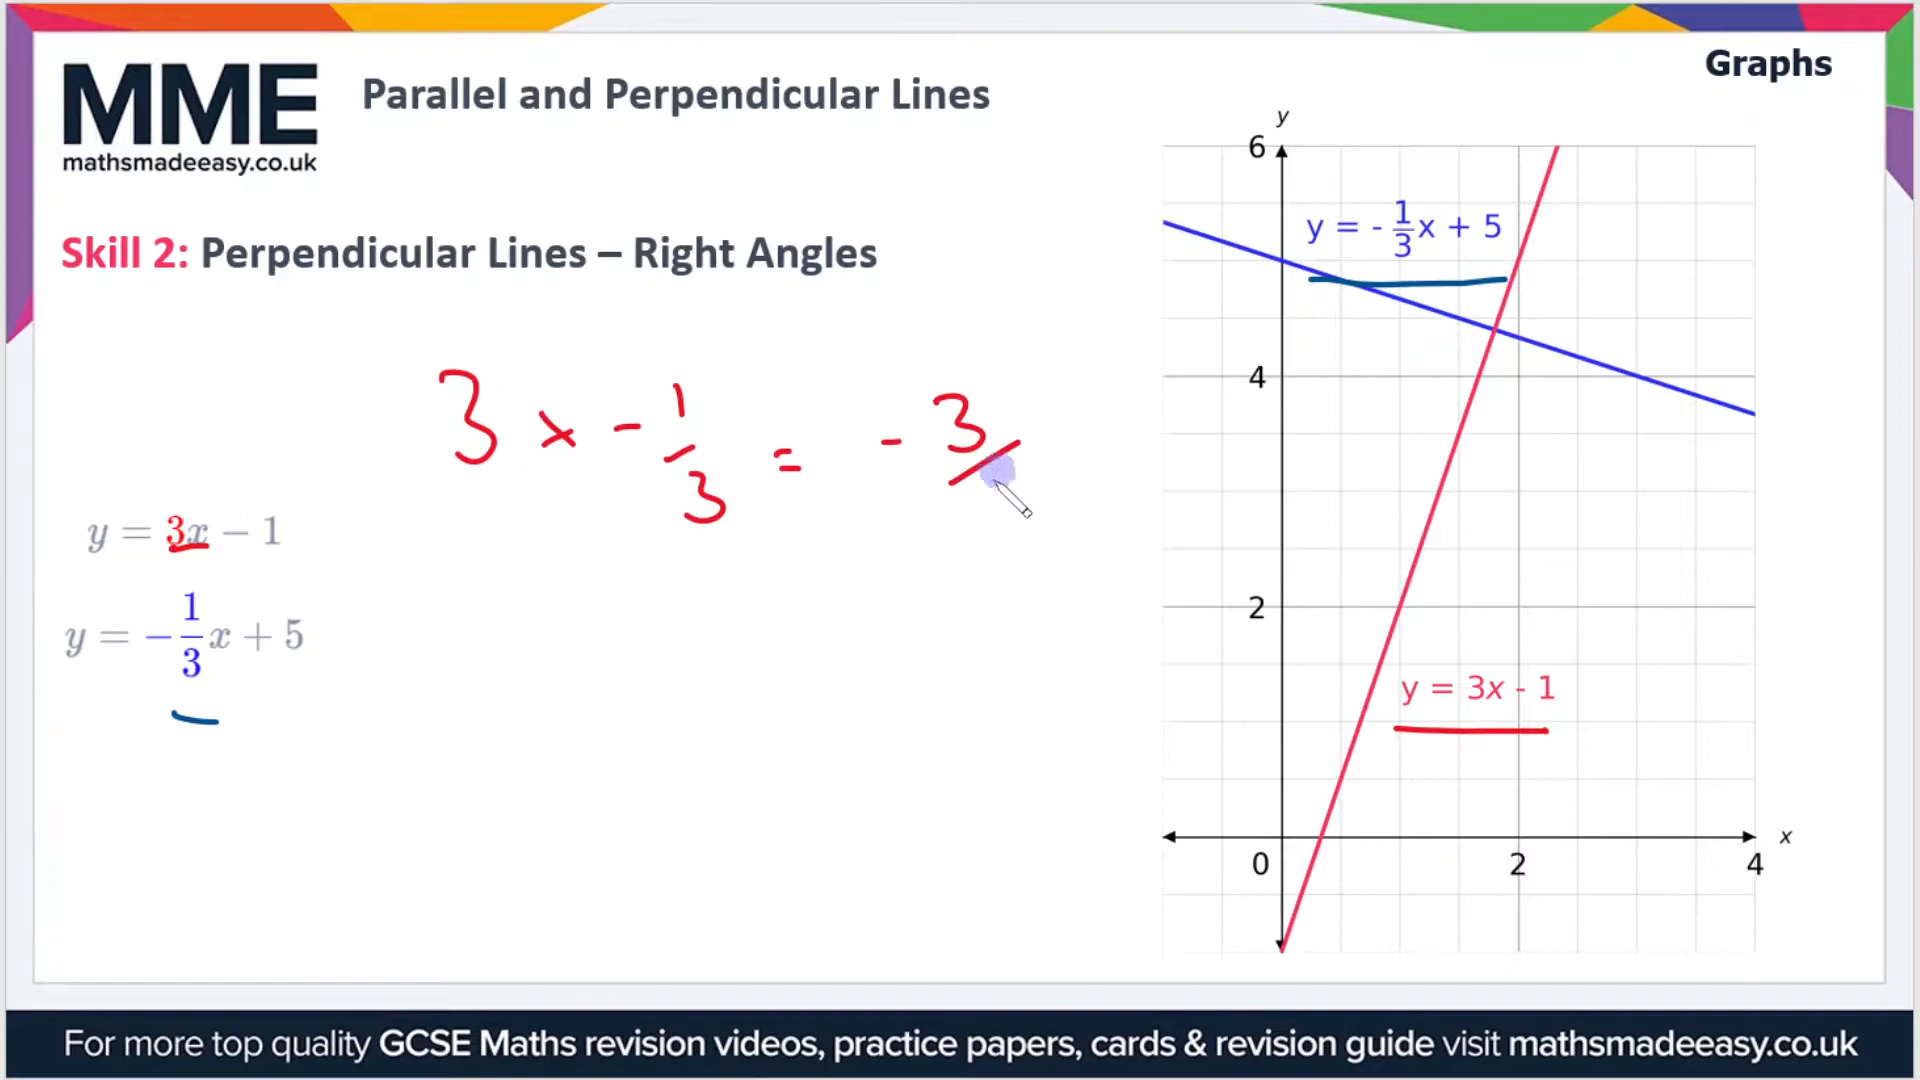 Graphs
MME
mathsmadeeasy.co.uk
Parallel and Perpendicular Lines
Skill 2: Perpendicular Lines – Right Angles
3 x - 1/3 = - 3/
y = 3x − 1
y = −1/3x + 5
y
6
y = - 1/3x + 5
4
2
y = 3x - 1
x
0
2
4
For more top quality GCSE Maths revision videos, practice papers, cards & revision guide visit mathsmadeeasy.co.uk